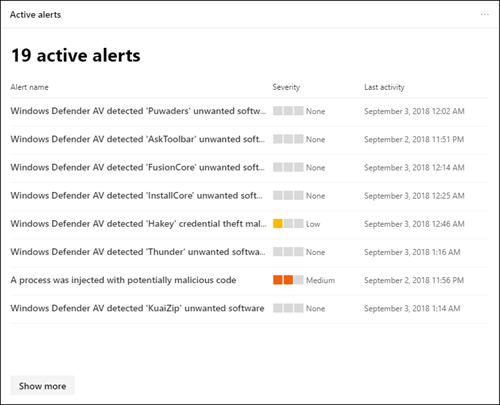 Active alerts ...
19 active alerts
Alert name Severity Last activity
Windows Defender AV detected 'Puwaders' unwanted softw... None September 3, 2018 12:02 AM
Windows Defender AV detected 'AskToolbar' unwanted soft... None September 2, 2018 11:51 PM
Windows Defender AV detected 'FusionCore' unwanted soft... None September 3, 2018 12:14 AM
Windows Defender AV detected 'InstallCore' unwanted soft... None September 3, 2018 12:25 AM
Windows Defender AV detected 'Hakey' credential theft mal... Low September 3, 2018 12:46 AM
Windows Defender AV detected 'Thunder' unwanted softwa... None September 3, 2018 1:16 AM
A process was injected with potentially malicious code Medium September 2, 2018 11:56 PM
Windows Defender AV detected 'KuaiZip' unwanted software None September 3, 2018 1:14 AM
Show more